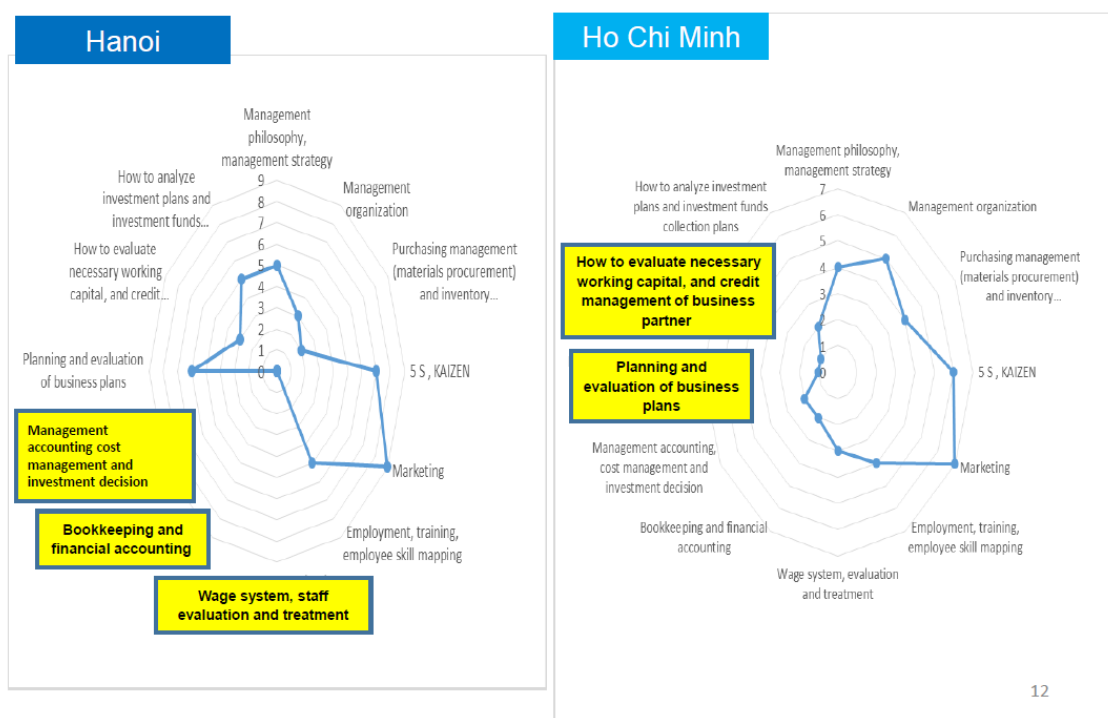 Hanoi
Management
philosophy,
management strategy
Management
organization
Purchasing management
(materials procurement)
and inventory...
5 S , KAIZEN
Marketing
Employment, training,
employee skill mapping
Wage system, staff
evaluation and treatment
Bookkeeping and
financial accounting
Management
accounting cost
management and
investment decision
Planning and evaluation
of business plans
How to evaluate
necessary working
capital, and credit...
How to analyze
investment plans and
investment funds...
9
8
7
6
5
4
3
2
1
0
Ho Chi Minh
Management philosophy,
management strategy
Management organization
Purchasing management
(materials procurement)
and inventory...
5 S , KAIZEN
Marketing
Employment, training,
employee skill mapping
Wage system, evaluation
and treatment
Bookkeeping and financial
accounting
Management accounting,
cost management and
investment decision
Planning and
evaluation of business
plans
How to evaluate necessary
working capital, and credit
management of business
partner
How to analyze investment
plans and investment funds
collection plans
7
6
5
4
3
2
1
0
12